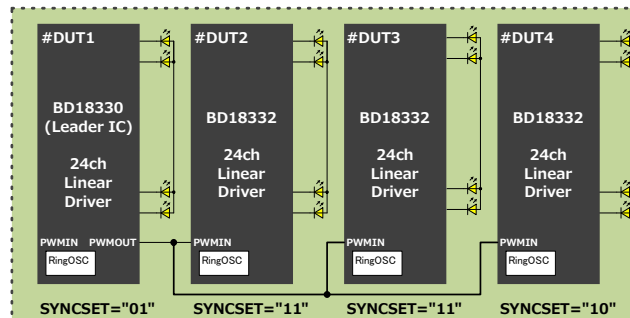 #DUT1
BD18330
(Leader IC)
24ch
Linear
Driver
PWMIN
PWMOUT
RingOSC
SYNCSET="01"
#DUT2
BD18332
24ch
Linear
Driver
PWMIN
RingOSC
SYNCSET="11"
#DUT3
BD18332
24ch
Linear
Driver
PWMIN
RingOSC
SYNCSET="11"
#DUT4
BD18332
24ch
Linear
Driver
PWMIN
RingOSC
SYNCSET="10"